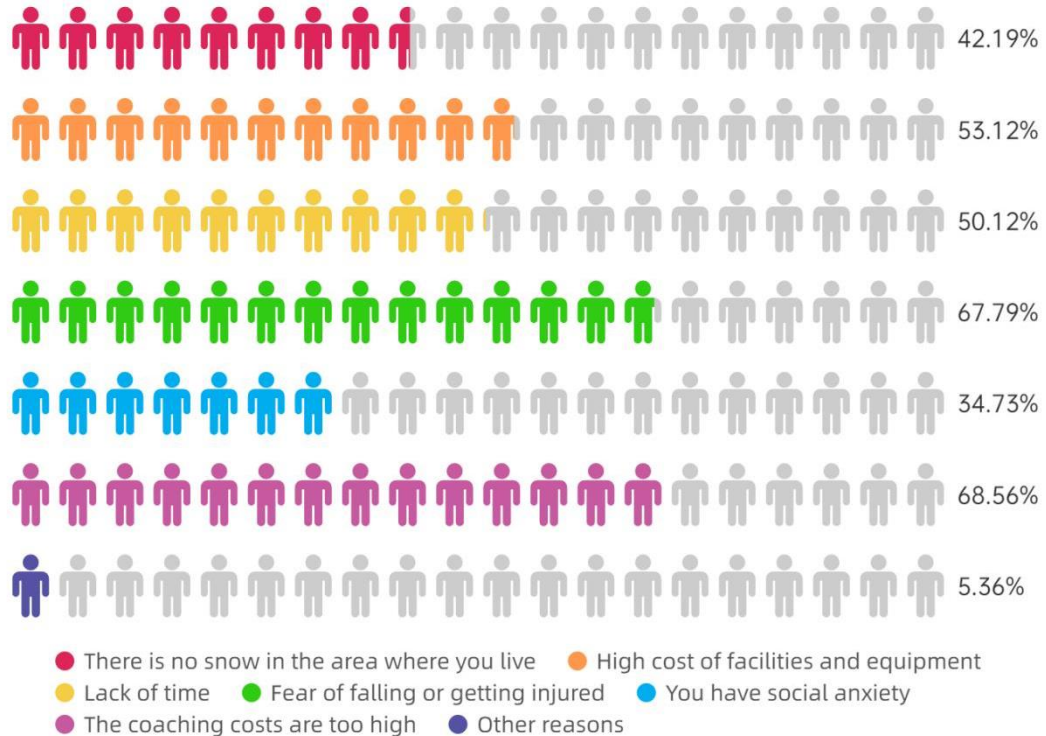 42.19%
53.12%
50.12%
67.79%
34.73%
68.56%
5.36%
There is no snow in the area where you live High cost of facilities and equipment
Lack of time Fear of falling or getting injured You have social anxiety
The coaching costs are too high Other reasons